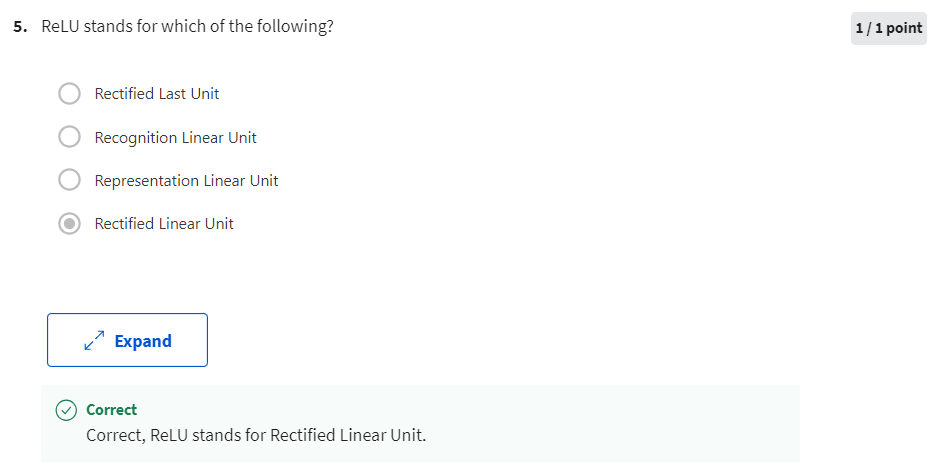 5. ReLU stands for which of the following?
1 / 1 point
Rectified Last Unit
Recognition Linear Unit
Representation Linear Unit
Rectified Linear Unit
Expand
Correct
Correct, ReLU stands for Rectified Linear Unit.